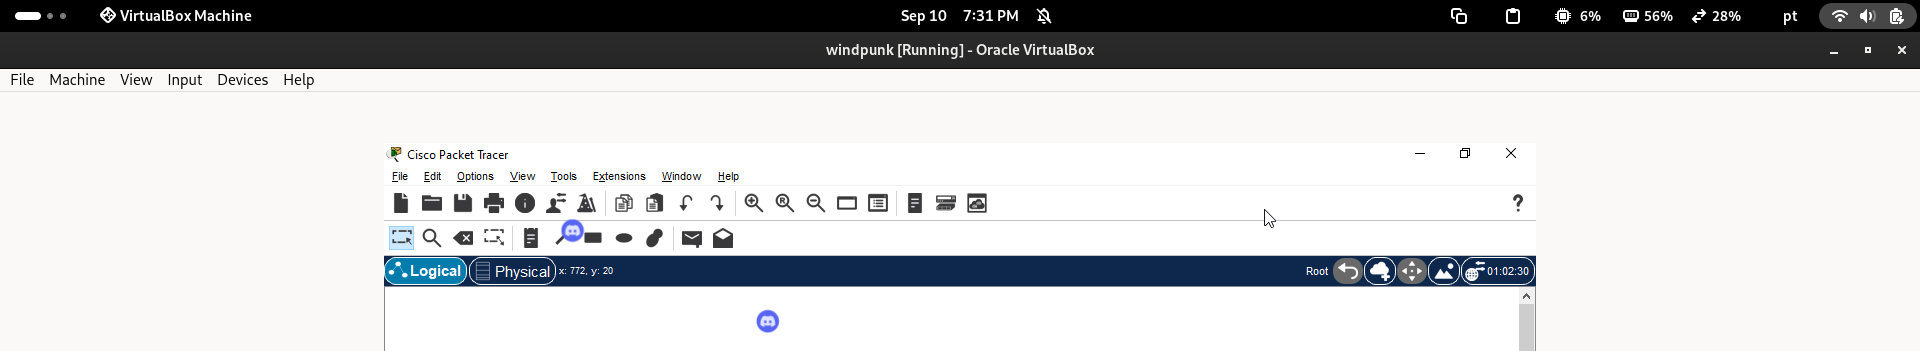 VirtualBox Machine Sep 10 7:31 PM 6% 56% 28% pt
windpunk [Running] - Oracle VirtualBox
File Machine View Input Devices Help
Cisco Packet Tracer
File Edit Options View Tools Extensions Window Help
?
Logical Physical x: 772, y: 20 Root 01:02:30